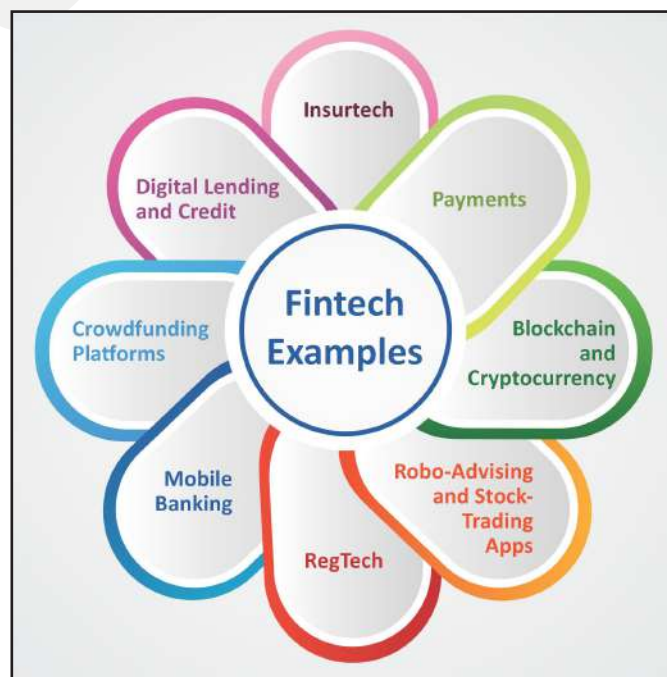 Fintech
Examples
Insurtech
Payments
Blockchain
and
Cryptocurrency
Robo-Advising
and Stock-
Trading
Apps
RegTech
Mobile
Banking
Crowdfunding
Platforms
Digital Lending
and Credit